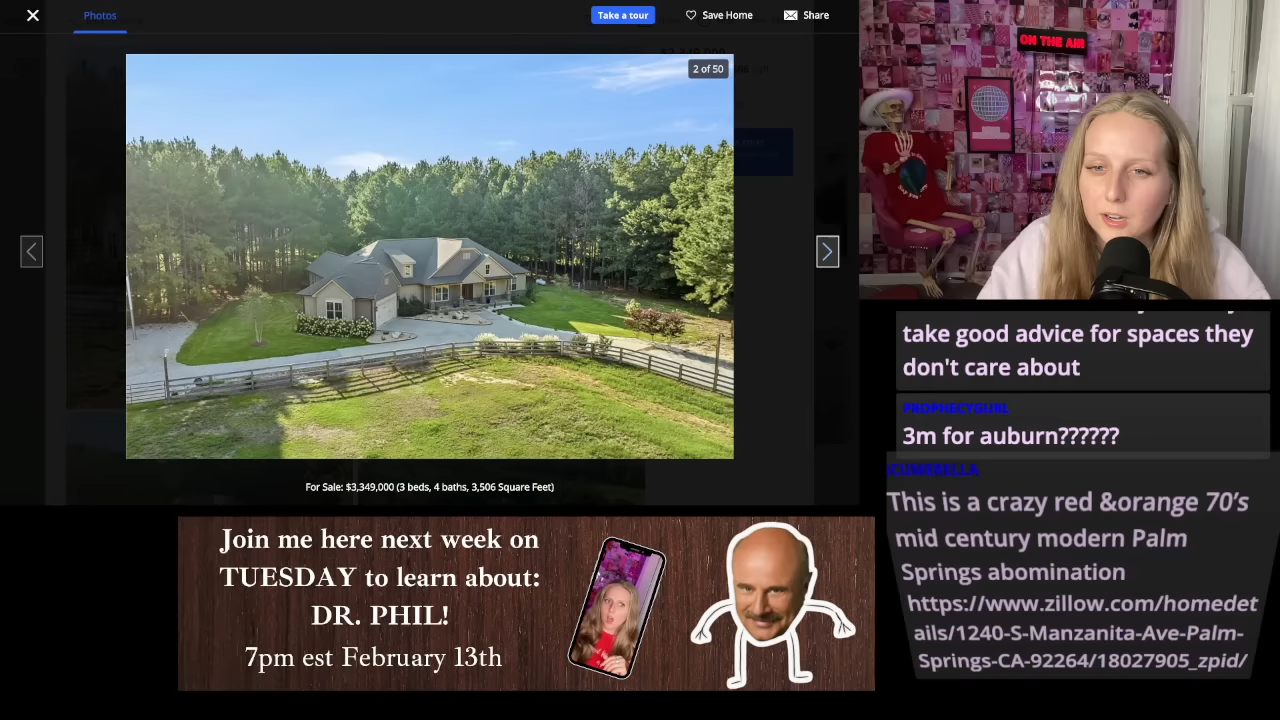 Photos
Take a tour
Save Home
Share
2 of 50
For Sale: $3,349,000 (3 beds, 4 baths, 3,506 Square Feet)
ON THE AIR
take good advice for spaces they
don't care about
PROPHECYGURL
3m for auburn??????
This is a crazy red &orange 70's
mid century modern Palm
Springs abomination
https://www.zillow.com/homedet
ails/1240-S-Manzanita-Ave-Palm-
Springs-CA-92264/18027905_zpid/
Join me here next week on
TUESDAY to learn about:
DR. PHIL!
7pm est February 13th